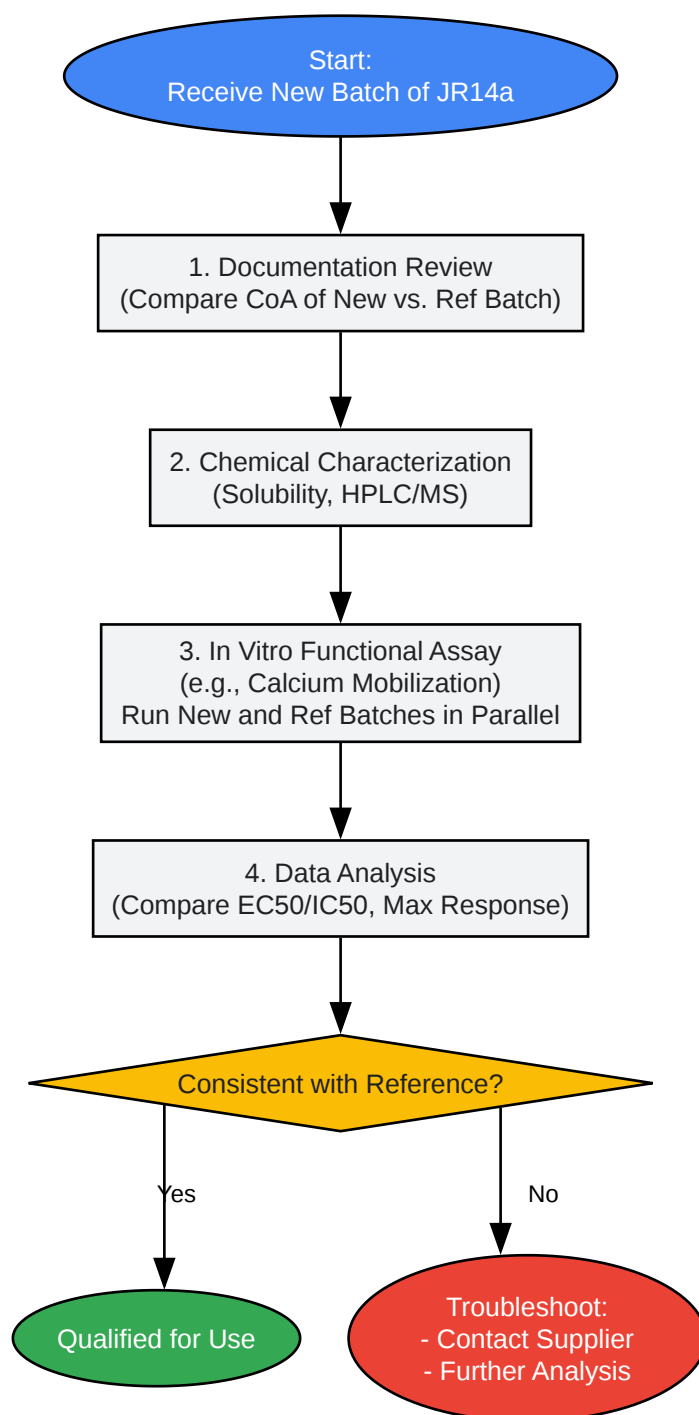 Start:
Receive New Batch of JR14a
1. Documentation Review
(Compare CoA of New vs. Ref Batch)
2. Chemical Characterization
(Solubility, HPLC/MS)
3. In Vitro Functional Assay
(e.g., Calcium Mobilization)
Run New and Ref Batches in Parallel
4. Data Analysis
(Compare EC50/IC50, Max Response)
Consistent with Reference?
Yes
No
Qualified for Use
Troubleshoot:
- Contact Supplier
- Further Analysis